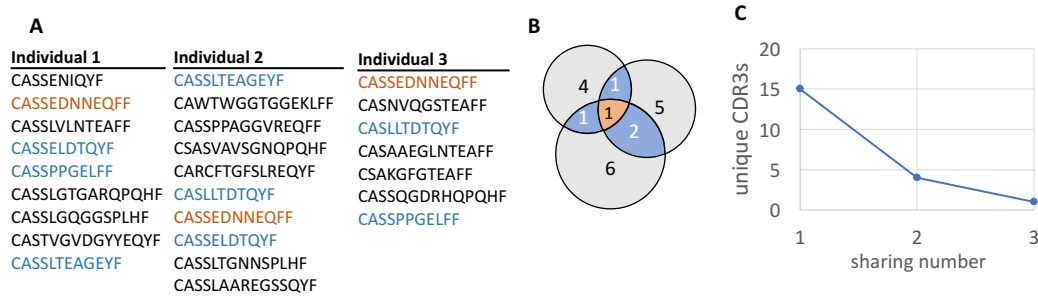 A
Individual 1
CASSENIQYF
CASSEDNNEQFF
CASSLVLNTEAFF
CASSELDTQYF
CASSPPGELFF
CASSLGTGARQPQHF
CASSLGQGGSPLHF
CASTVGVDGYYEQYF
CASSLTEAGEYF
Individual 2
CASSLTEAGEYF
CAWTWGGTGGEKLFF
CASSPPAGGVREQFF
CSASVAVSGNQPQHF
CARCFTGFSLREQYF
CASLLTDTQYF
CASSEDNNEQFF
CASSELDTQYF
CASSLTGNNSPLHF
CASSLAAREGSSQYF
Individual 3
CASSEDNNEQFF
CASNVQGSTEAFF
CASLLTDTQYF
CASAAEGLNTEAFF
CSAKGFGTEAFF
CASSQGDRHQPQHF
CASSPPGELFF
B
4
1
5
1
1
2
6
C
unique CDR3s
20
15
10
5
0
1 2 3
sharing number